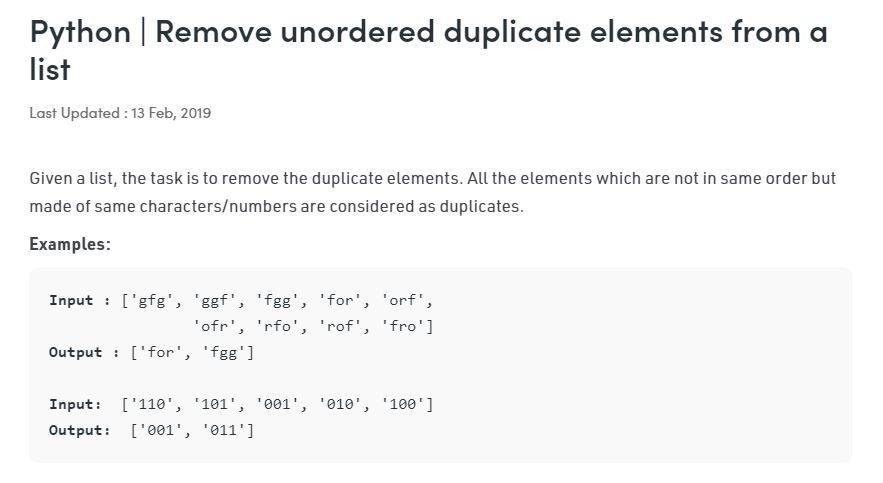 Python | Remove unordered duplicate elements from a
list
Last Updated : 13 Feb, 2019
Given a list, the task is to remove the duplicate elements. All the elements which are not in same order but
made of same characters/numbers are considered as duplicates.
Examples:
Input : ['gfg', 'ggf', 'fgg', 'for', 'orf',
'ofr', 'rfo', 'rof', 'fro']
Output : ['for', 'fgg']
Input: ['110', '101', '001', '010', '100']
Output: ['001', '011']